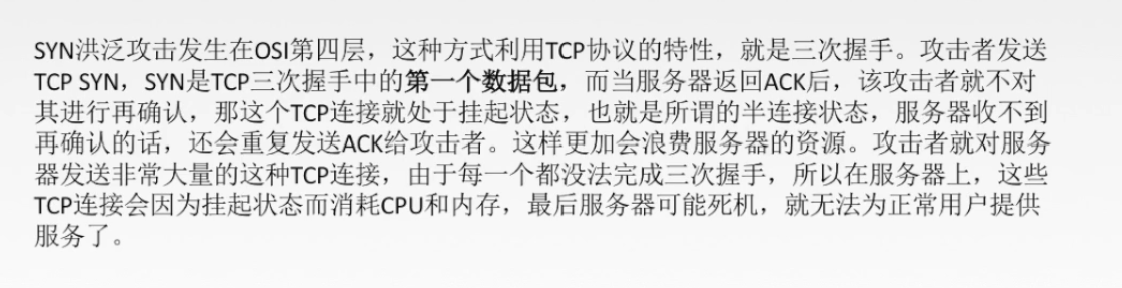 SYN洪泛攻击发生在OSI第四层，这种方式利用TCP协议的特性，就是三次握手。攻击者发送
TCP SYN，SYN是TCP三次握手中的第一个数据包，而当服务器返回ACK后，该攻击者就不对
其进行再确认，那这个TCP连接就处于挂起状态，也就是所谓的半连接状态，服务器收不到
再确认的话，还会重复发送ACK给攻击者。这样更加会浪费服务器的资源。攻击者就对服务
器发送非常大量的这种TCP连接，由于每一个都没法完成三次握手，所以在服务器上，这些
TCP连接会因为挂起状态而消耗CPU和内存，最后服务器可能死机，就无法为正常用户提供
服务了。